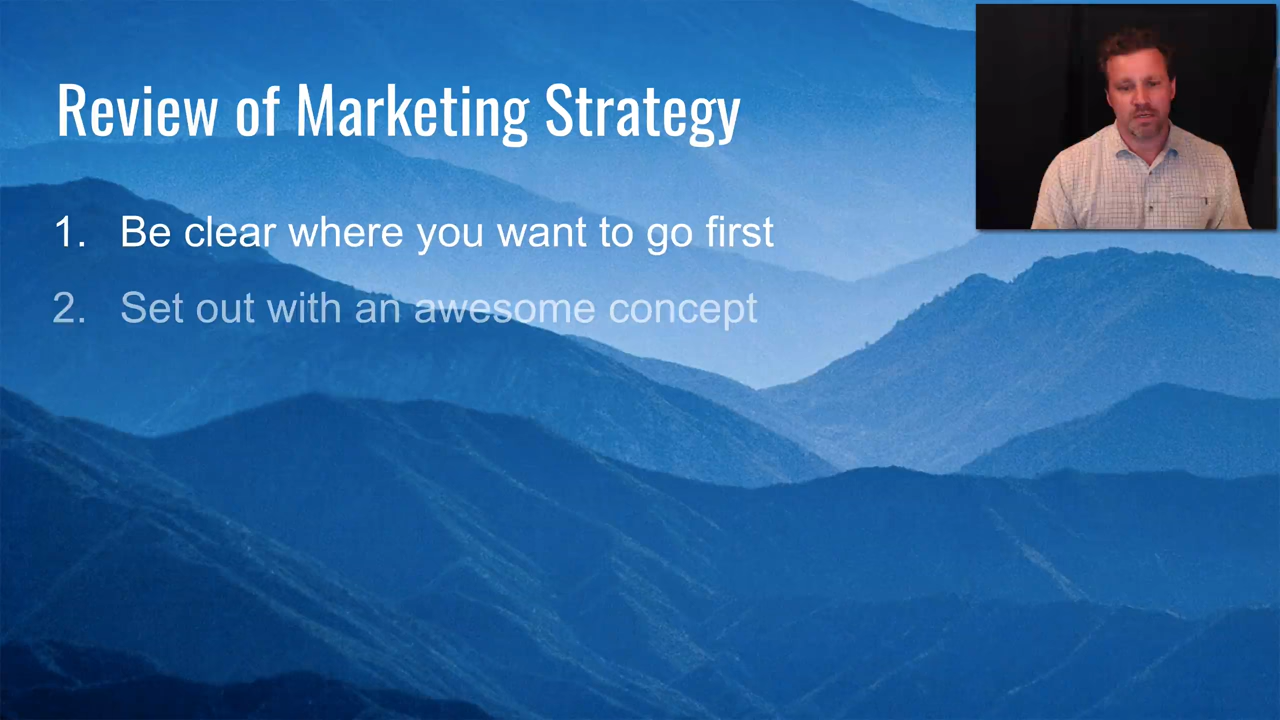 Review of Marketing Strategy
1. Be clear where you want to go first
2. Set out with an awesome concept